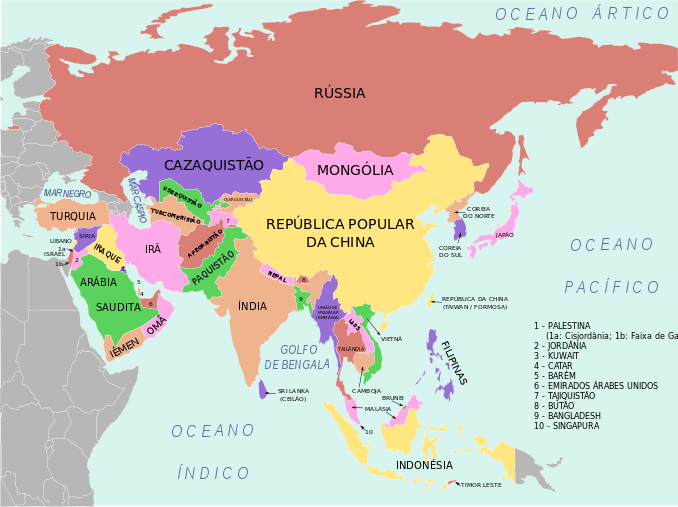 OCEANO ÁRTICO
RÚSSIA
CAZAQUISTÃO
MONGÓLIA
MAR NEGRO
MAR CÁSPIO
USBEQUISTÃO
QUIRGUISTÃO
TURCOMENISTÃO
TURQUIA
COREIA
DO NORTE
7
REPÚBLICA POPULAR
DA CHINA
SÍRIA
LÍBANO
1a
ISRAEL
1b
2
IRAQUE
IRÃ
AFEGANISTÃO
JAPÃO
COREIA
DO SUL
OCEANO
PACÍFICO
3
PAQUISTÃO
NEPAL
8
ARÁBIA
SAUDITA
5
4
6
OMÃ
IÊMEN
ÍNDIA
9
UNIÃO DE
MYANMAR
(BIRMÂNIA)
LAOS
REPÚBLICA DA CHINA
(TAIWAN / FORMOSA)
VIETNÃ
TAILÂNDIA
GOLFO
DE BENGALA
FILIPINAS
SRI LANKA
(CEILÃO)
CAMBOJA
BRUNEI
MALÁSIA
10
OCEANO
ÍNDICO
INDONÉSIA
TIMOR LESTE
1 - PALESTINA
(1a: Cisjordânia; 1b: Faixa de Ga
2 - JORDÂNIA
3 - KUWAIT
4 - CATAR
5 - BARÉM
6 - EMIRADOS ÁRABES UNIDOS
7 - TAJIQUISTÃO
8 - BUTÃO
9 - BANGLADESH
10 - SINGAPURA